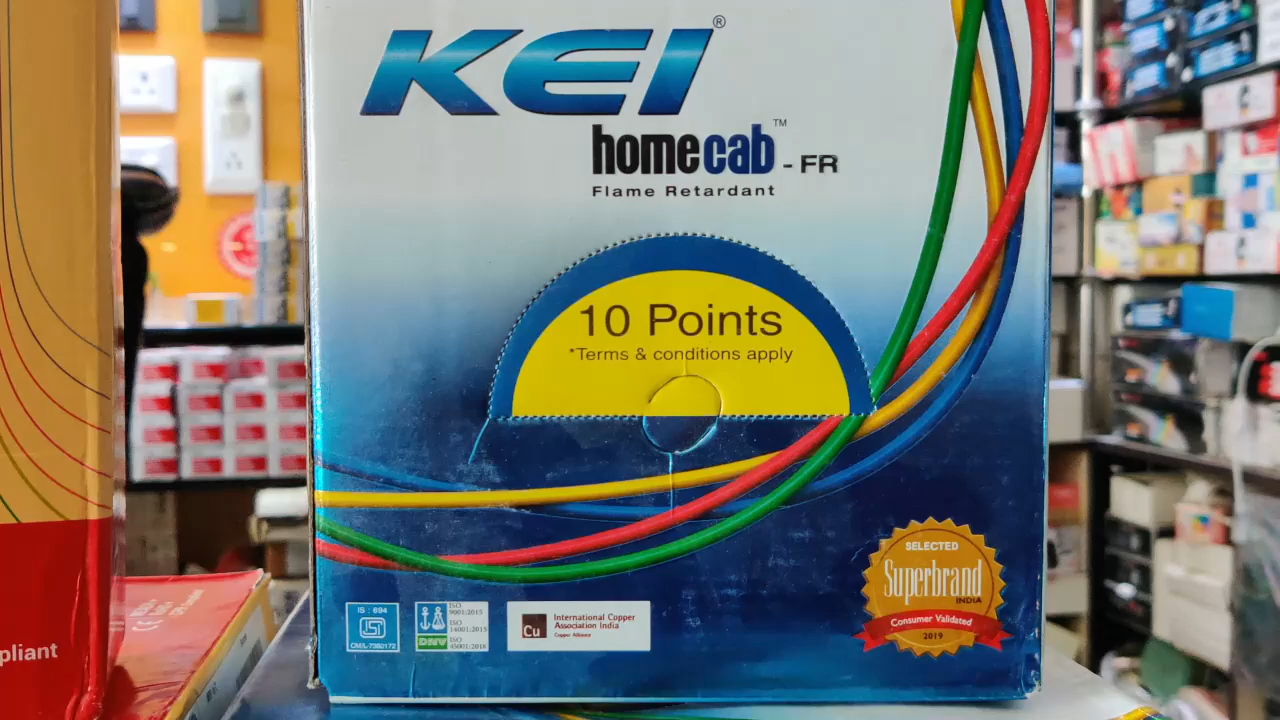 KEI®
homecab™ - FR
Flame Retardant
10 Points
*Terms & conditions apply
IS : 694
CM/L-7380173
ISO
9001:2015
ISO
14001:2015
DNV
ISO
45001:2018
Cu
International Copper
Association India
Copper Alliance
SELECTED
Superbrand
INDIA
Consumer Validated
2019
pliant